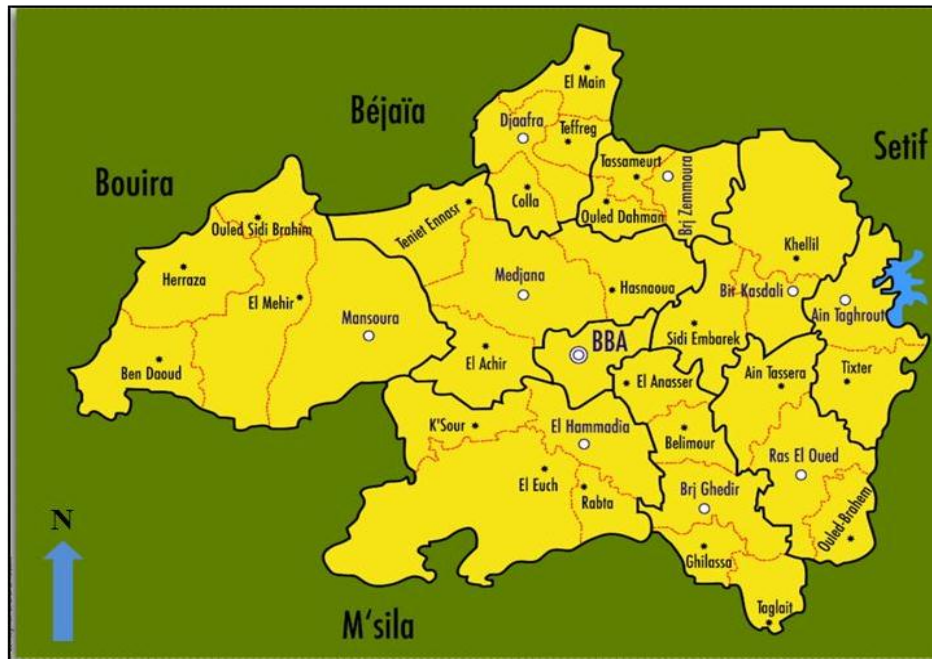 El Main
Béjaïa
Djaafra
Teffreg
Setif
Tassameurt
Bouira
Brj Zemmoura
Colla
Ouled Dahman
Teniet Ennasr
Ouled Sidi Brahim
Khellil
Herraza
Medjana
Hasnaoua
Bir Kasdali
El Mehir
Ain Taghrout
Mansoura
Sidi Embarek
BBA
Ben Daoud
El Achir
Tixter
El Anasser
Ain Tassera
K'Sour
El Hammadia
Belimour
Ras El Oued
El Euch
Brj Ghedir
Rabta
Ouled-Brahem
N
Ghilassa
Taglait
M'sila